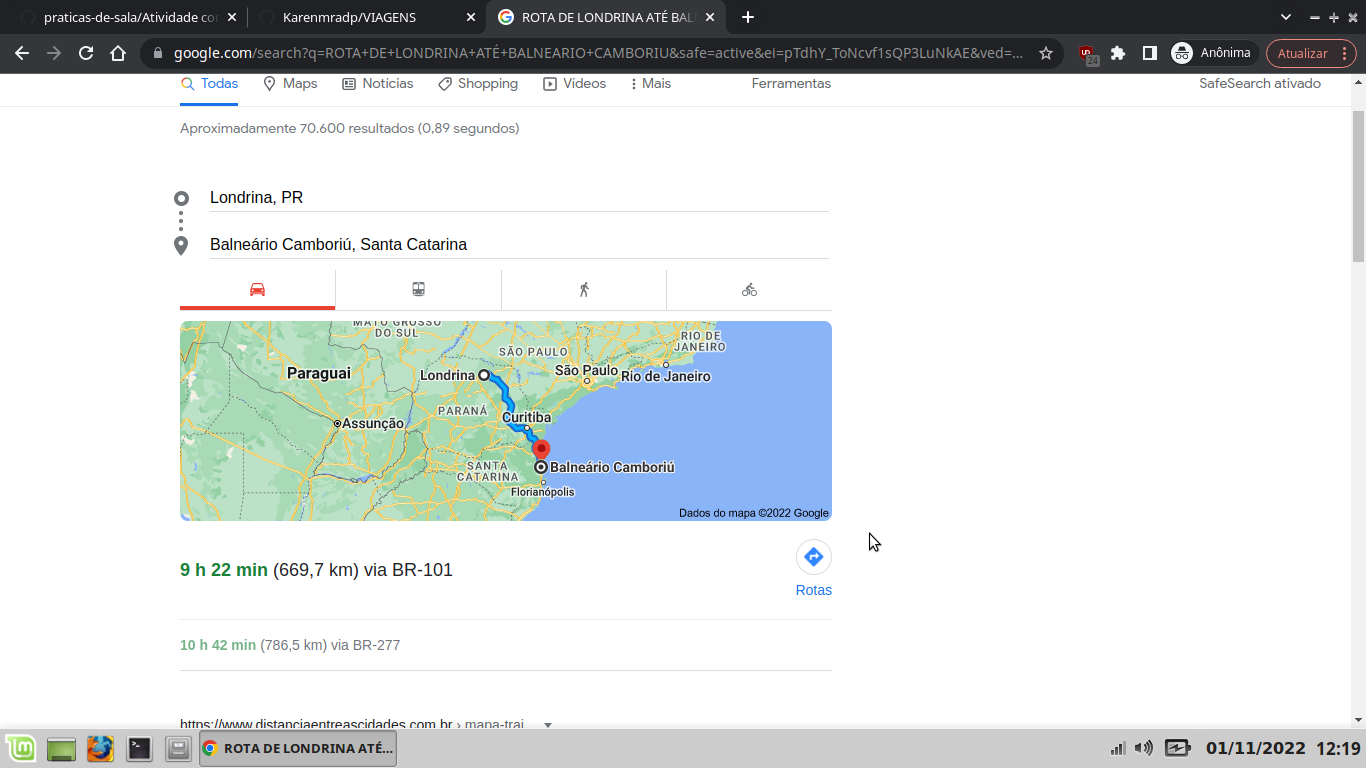 praticas-de-sala/Atividade co
Karenmradp/VIAGENS
ROTA DE LONDRINA ATÉ BAL
google.com/search?q=ROTA+DE+LONDRINA+ATÉ+BALNEARIO+CAMBORIU&safe=active&ei=pTdhY_ToNcvf1sQP3LuNkAE&ved=...
24
Anônima
Atualizar
Todas
Maps
Notícias
Shopping
Vídeos
Mais
Ferramentas
SafeSearch ativado
Aproximadamente 70.600 resultados (0,89 segundos)
Londrina, PR
Balneário Camboriú, Santa Catarina
MATO GROSSO
DO SUL
RIO DE
JANEIRO
SÃO PAULO
Paraguai
Londrina
São Paulo
Rio de Janeiro
PARANÁ
Curitiba
Assunção
SANTA
CATARINA
Balneário Camboriú
Florianópolis
Dados do mapa ©2022 Google
9 h 22 min (669,7 km) via BR-101
Rotas
10 h 42 min (786,5 km) via BR-277
https://www.distanciaentreascidades.com.br › mapa-traj...
ROTA DE LONDRINA ATÉ...
01/11/2022 12:19